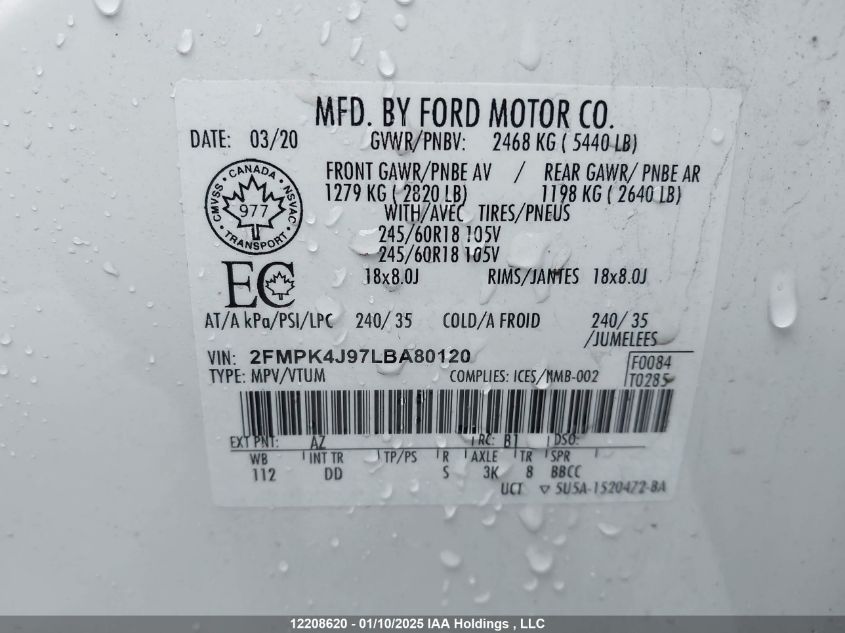 MFD. BY FORD MOTOR CO.
DATE: 03/20 GVWR/PNBV: 2468 KG ( 5440 LB)
FRONT GAWR/PNBE AV / REAR GAWR/ PNBE AR
1279 KG ( 2820 LB) 1198 KG ( 2640 LB)
WITH/AVEC TIRES/PNEUS
245/60R18 105V
245/60R18 105V
18x8.0J RIMS/JANTES 18x8.0J
CMVSS · CANADA · NSVAC · TRANSPORT ·
977
EC
AT/A kPa/PSI/LPC 240/ 35 COLD/A FROID 240/ 35
/JUMELEES
VIN: 2FMPK4J97LBA80120 F0084
TYPE: MPV/VTUM COMPLIES: ICES/NMB-002 T0285
EXT PNT: AZ RC: B1 DSO:
WB INT TR TP/PS R AXLE TR SPR
112 DD S 3K 8 BBCC
UCT ▽ 5U5A-1520472-BA
12208620 - 01/10/2025 IAA Holdings , LLC